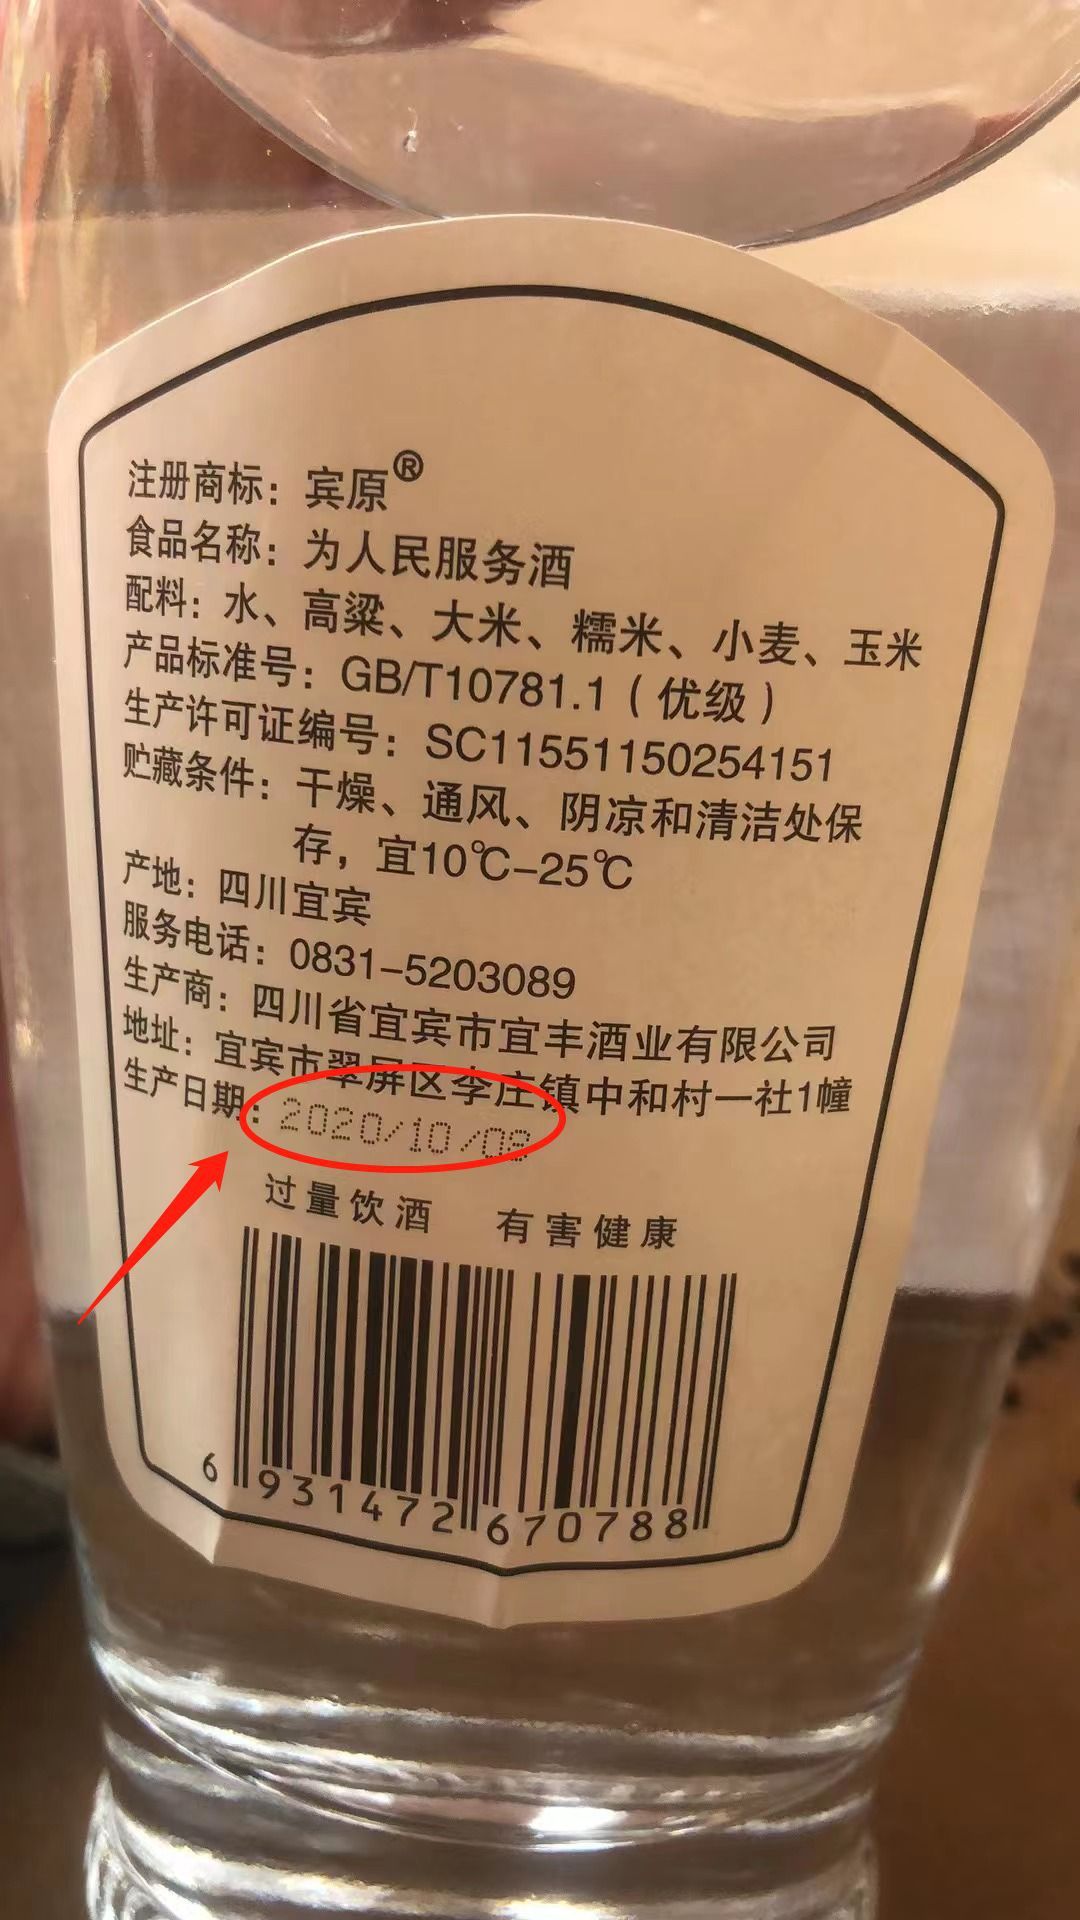 注册商标：宾原®
食品名称：为人民服务酒
配料：水、高粱、大米、糯米、小麦、玉米
产品标准号：GB/T10781.1（优级）
生产许可证编号：SC11551150254151
贮藏条件：干燥、通风、阴凉和清洁处保
存，宜10℃-25℃
产地：四川宜宾
服务电话：0831-5203089
生产商：四川省宜宾市宜丰酒业有限公司
地址：宜宾市翠屏区李庄镇中和村一社1幢
生产日期：2020/10/08
过量饮酒 有害健康
6 931472 670788